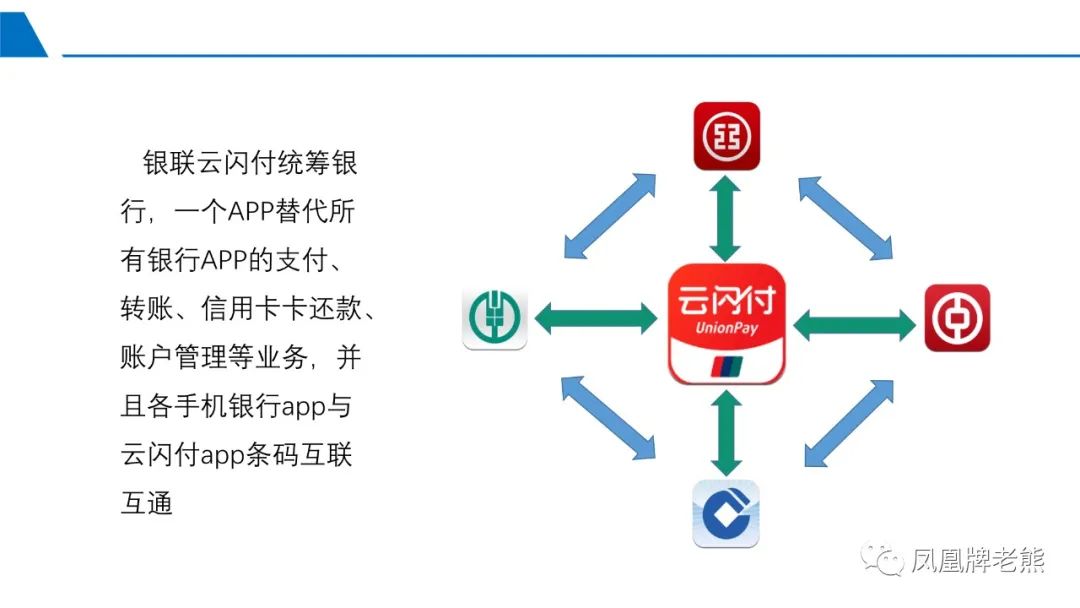 银联云闪付统筹银
行，一个APP替代所
有银行APP的支付、
转账、信用卡卡还款、
账户管理等业务，并
且各手机银行app与
云闪付app条码互联
互通
云闪付
UnionPay
凤凰牌老熊